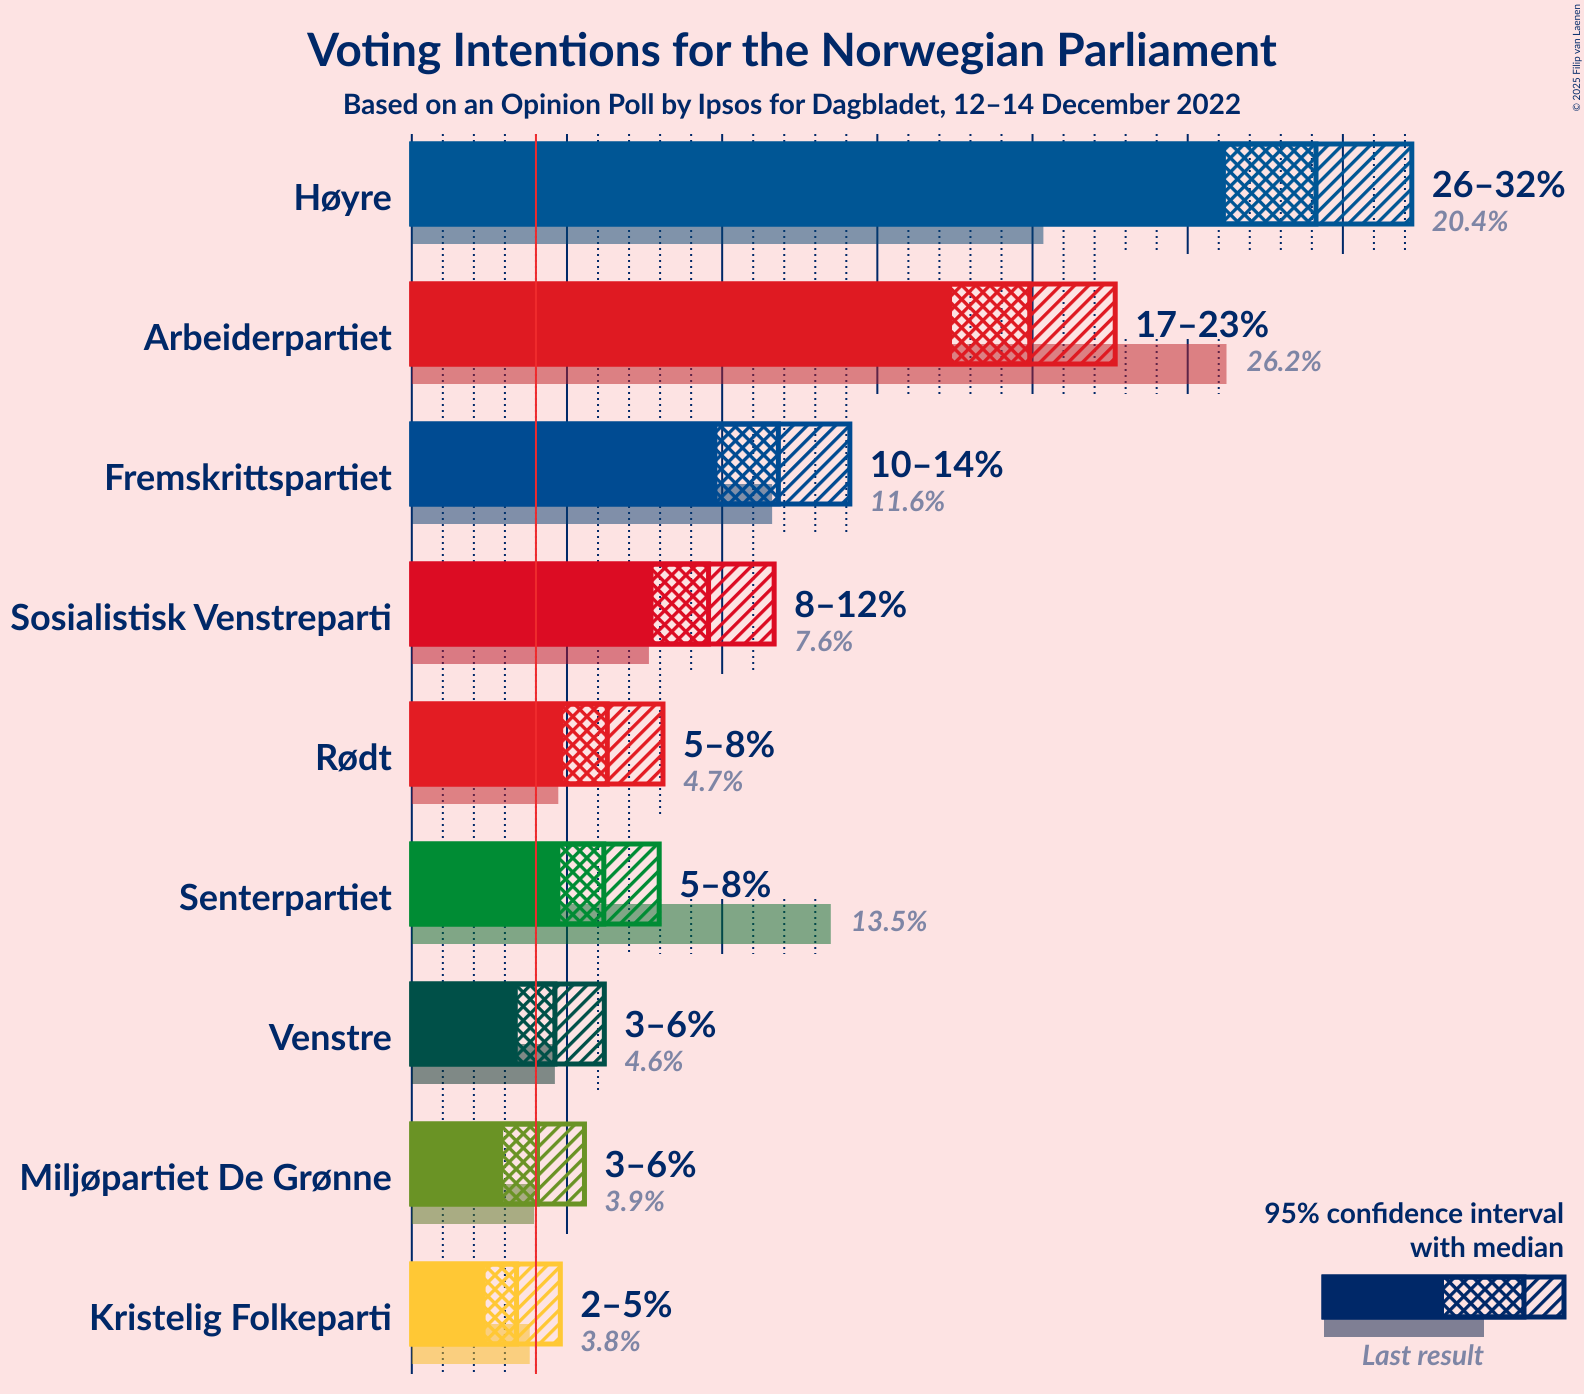 Voting Intentions for the Norwegian Parliament
Based on an Opinion Poll by Ipsos for Dagbladet, 12–14 December 2022
© 2025 Filip van Laenen
Høyre
26–32%
20.4%
Arbeiderpartiet
17–23%
26.2%
Fremskrittspartiet
10–14%
11.6%
Sosialistisk Venstreparti
8–12%
7.6%
Rødt
5–8%
4.7%
Senterpartiet
5–8%
13.5%
Venstre
3–6%
4.6%
Miljøpartiet De Grønne
3–6%
3.9%
Kristelig Folkeparti
2–5%
3.8%
95% confidence interval
with median
Last result